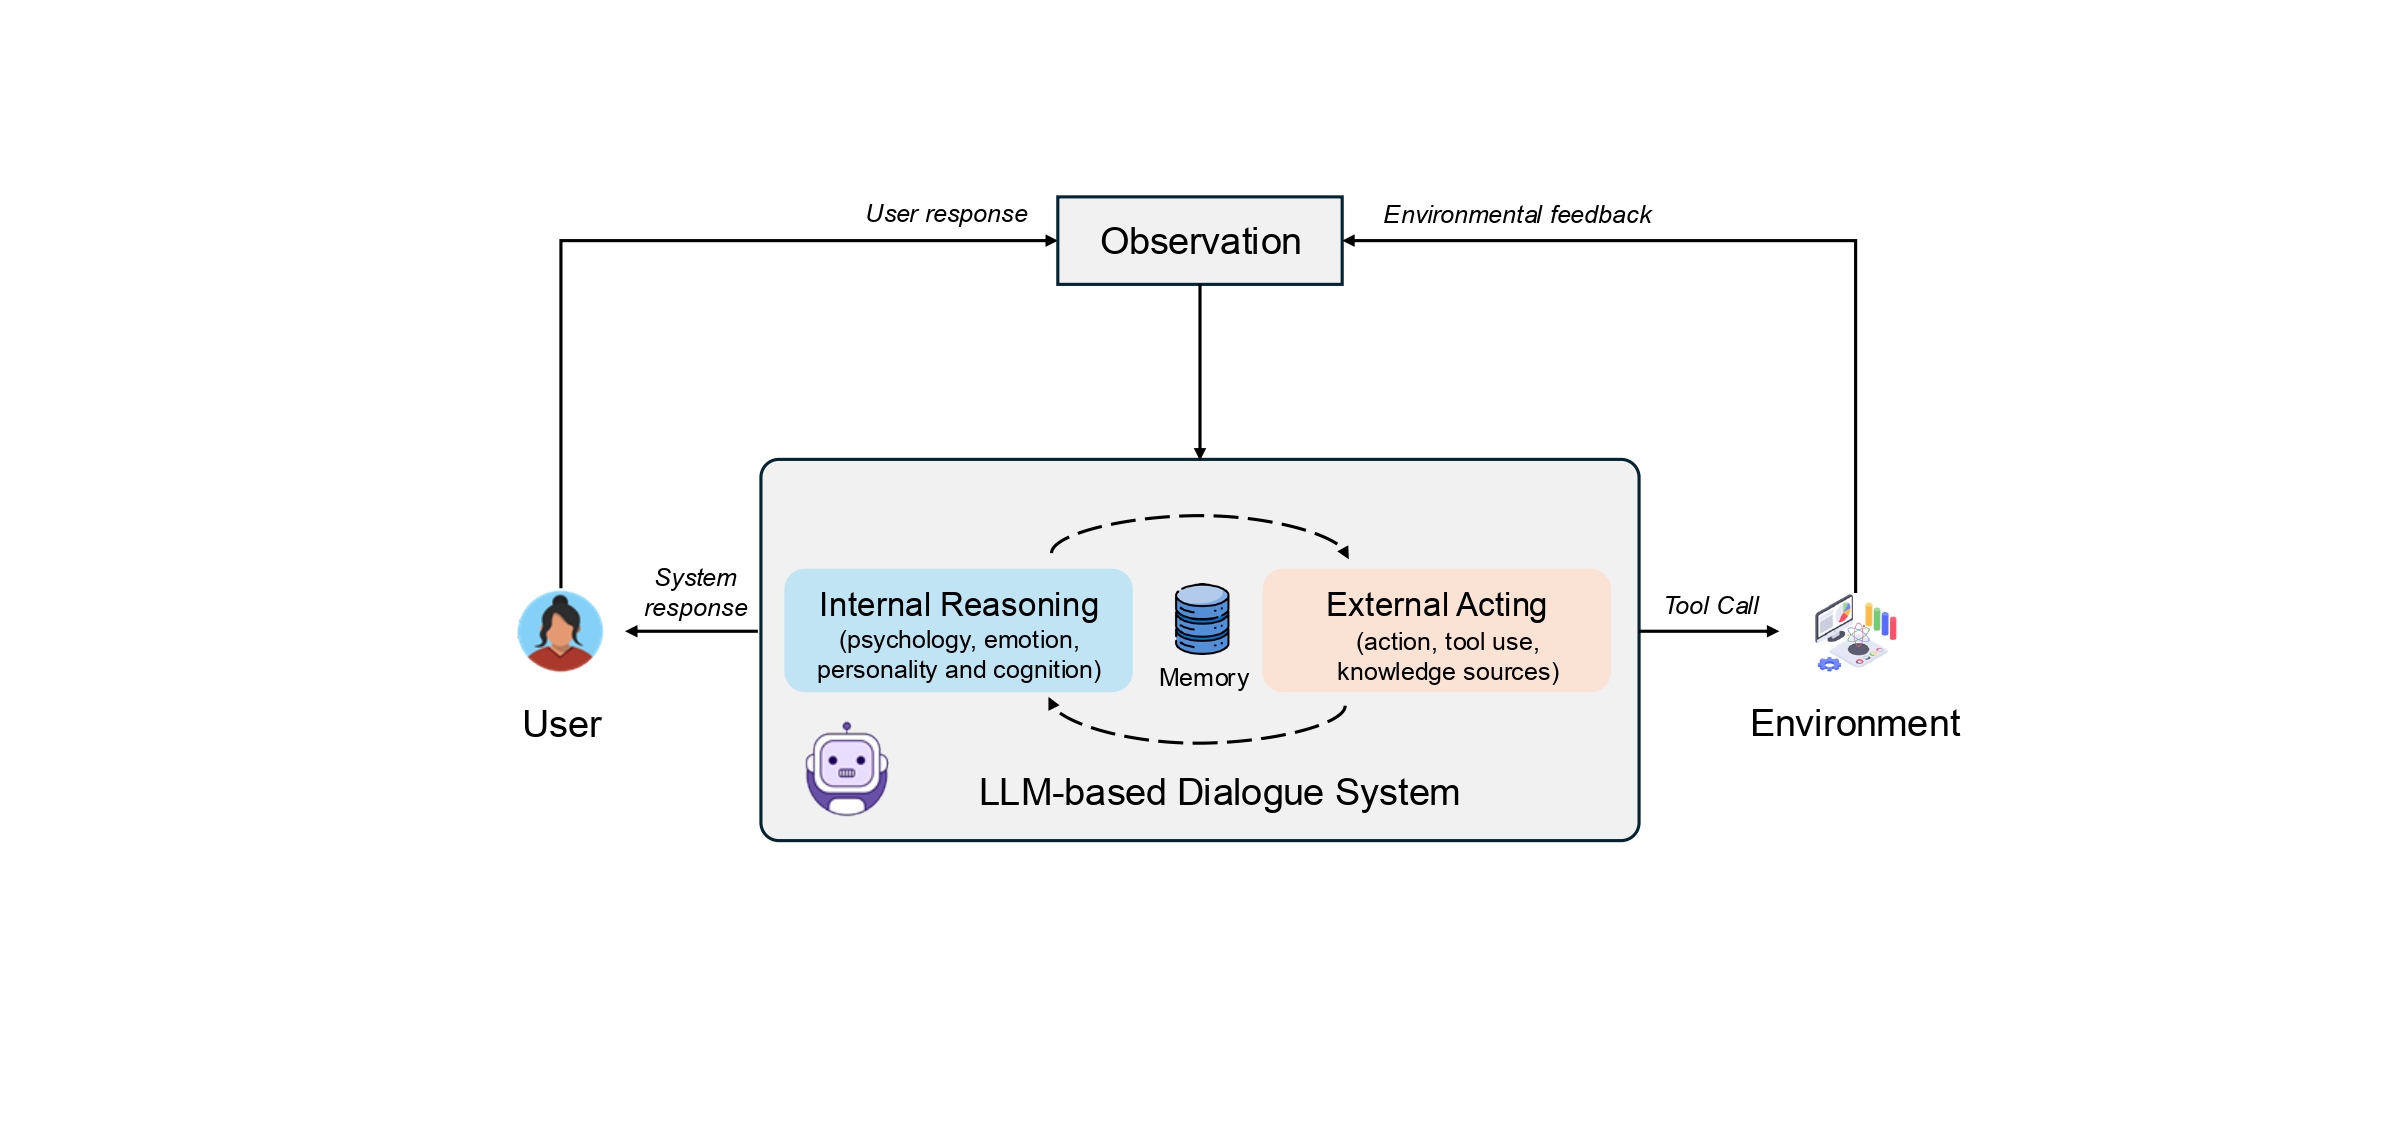 User response
Environmental feedback
Observation
System
response
Internal Reasoning
(psychology, emotion,
personality and cognition)
Memory
External Acting
(action, tool use,
knowledge sources)
Tool Call
User
Environment
LLM-based Dialogue System